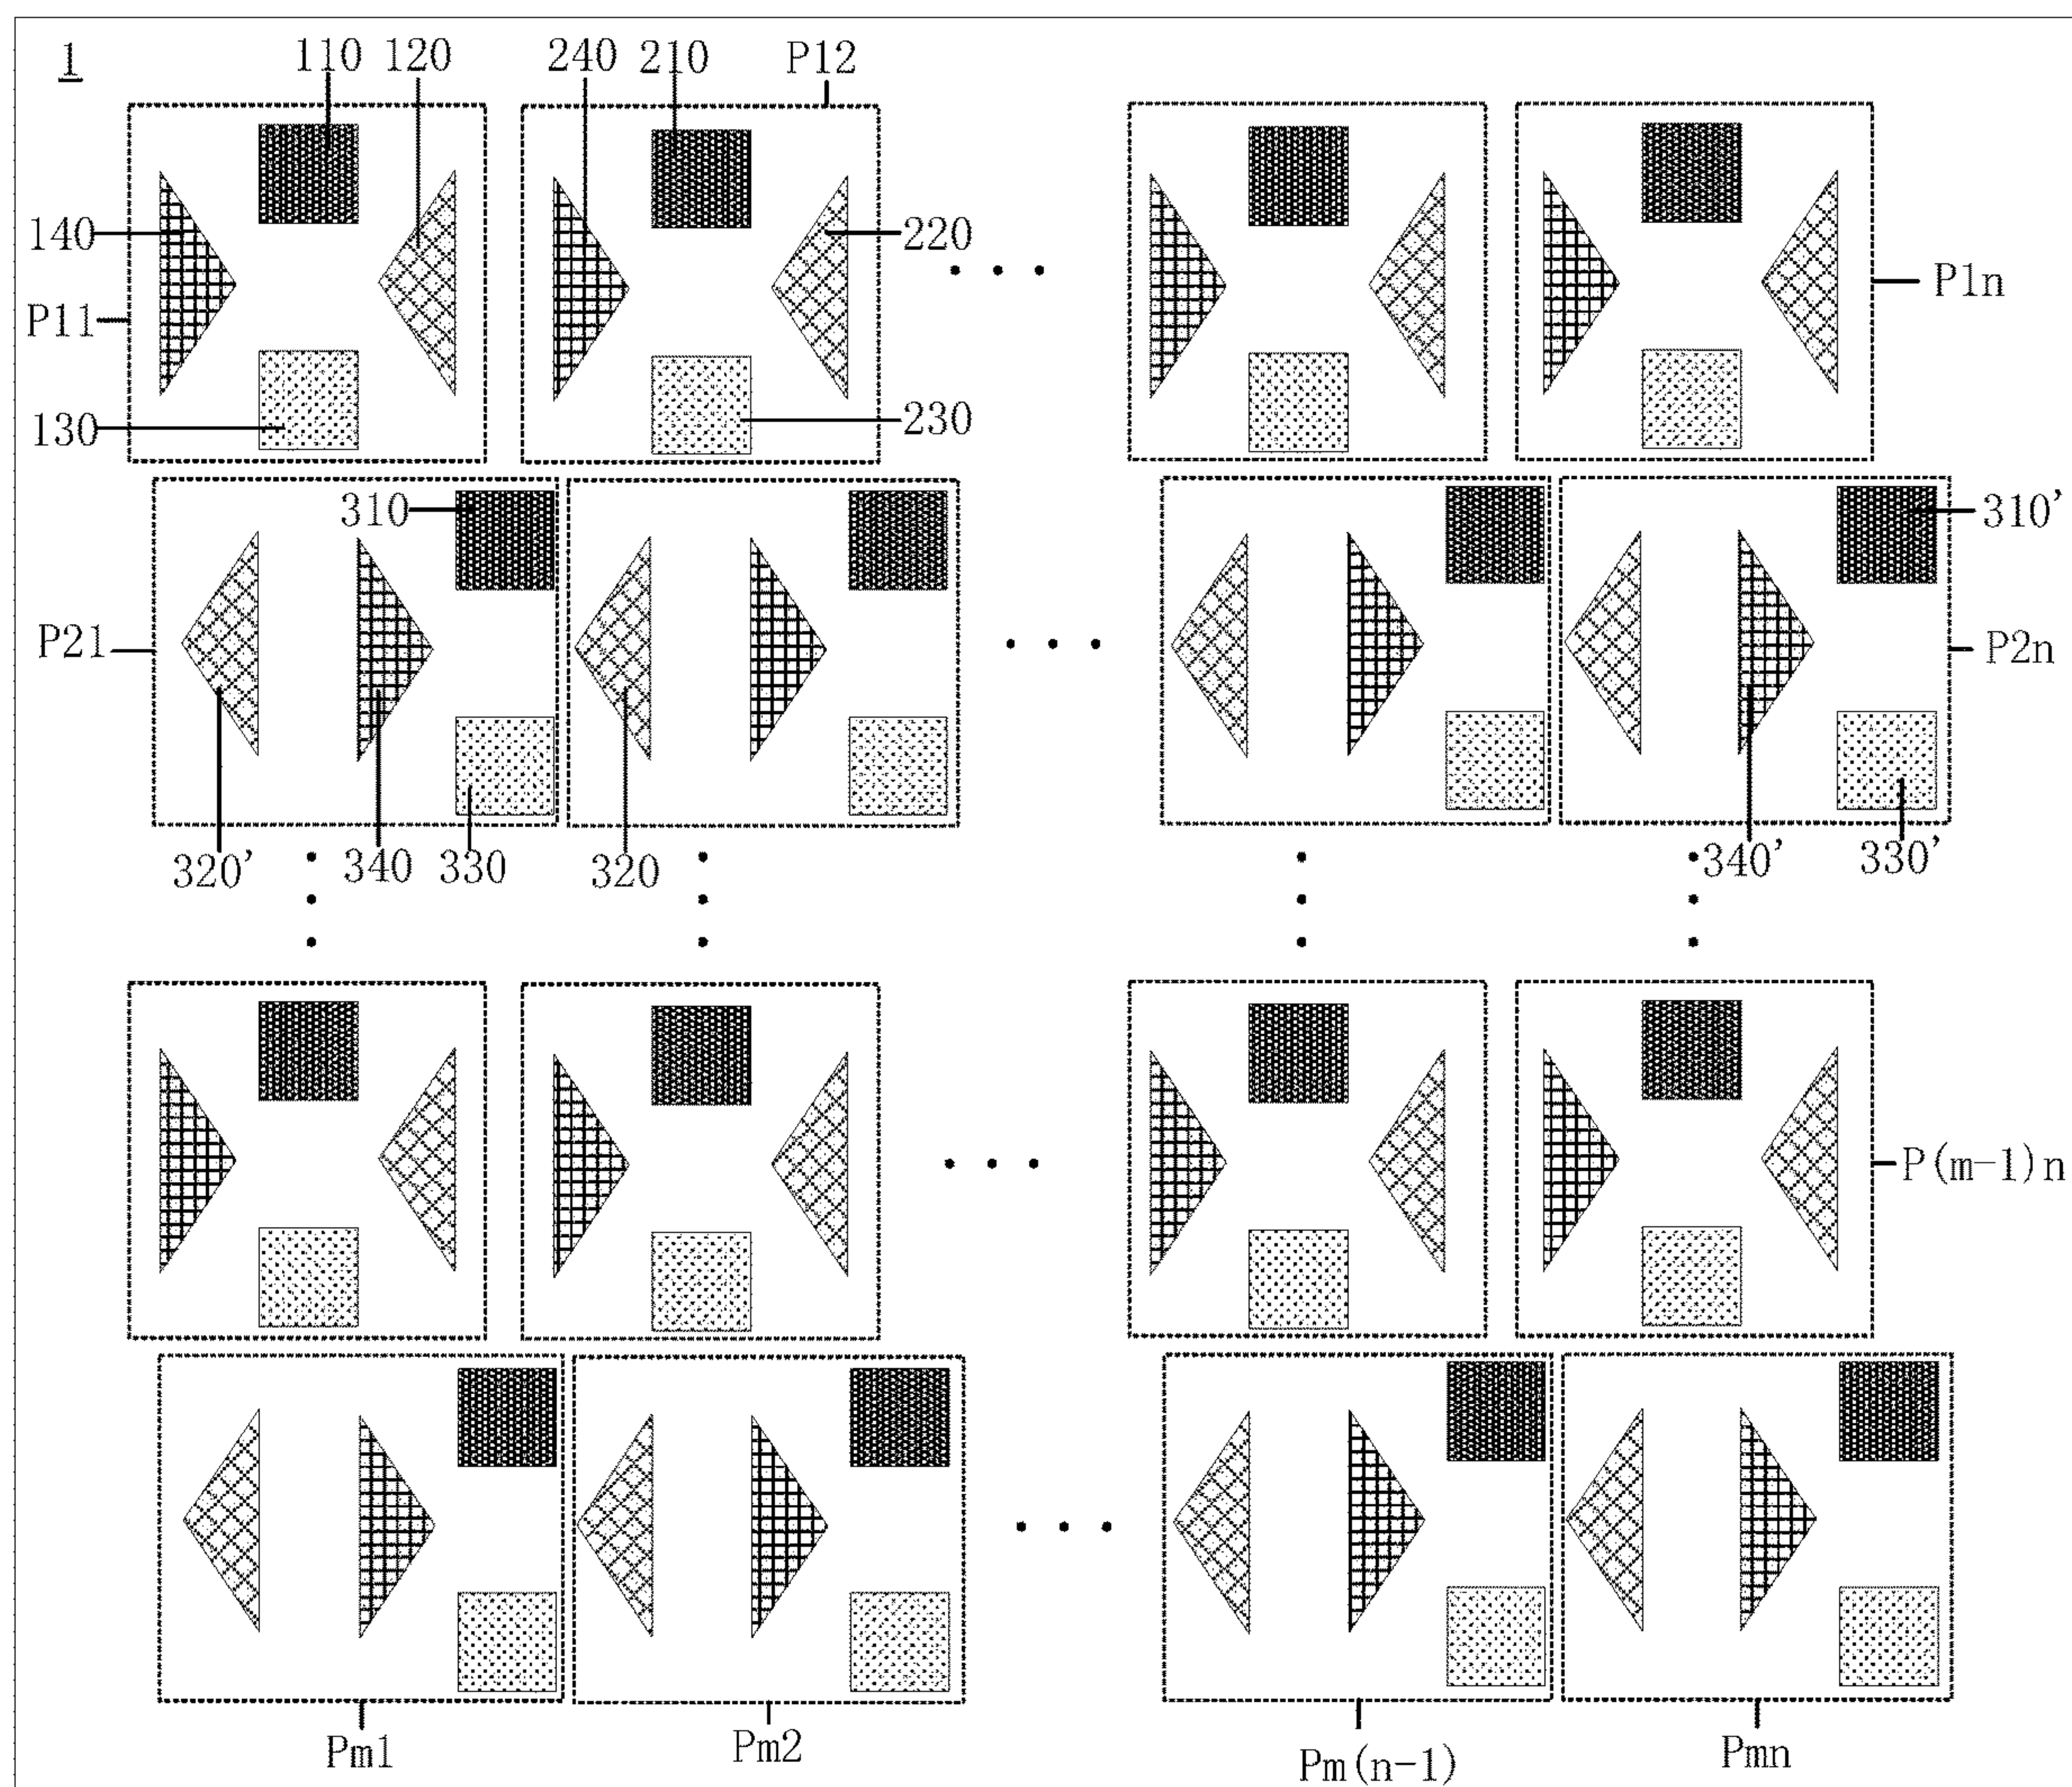 1
110 120 240 210 P12
140 220
P11 P1n
130 230
310 310'
P21 P2n
320' 340 330 320 340' 330'
P(m-1)n
Pm1 Pm2 Pm(n-1) Pmn